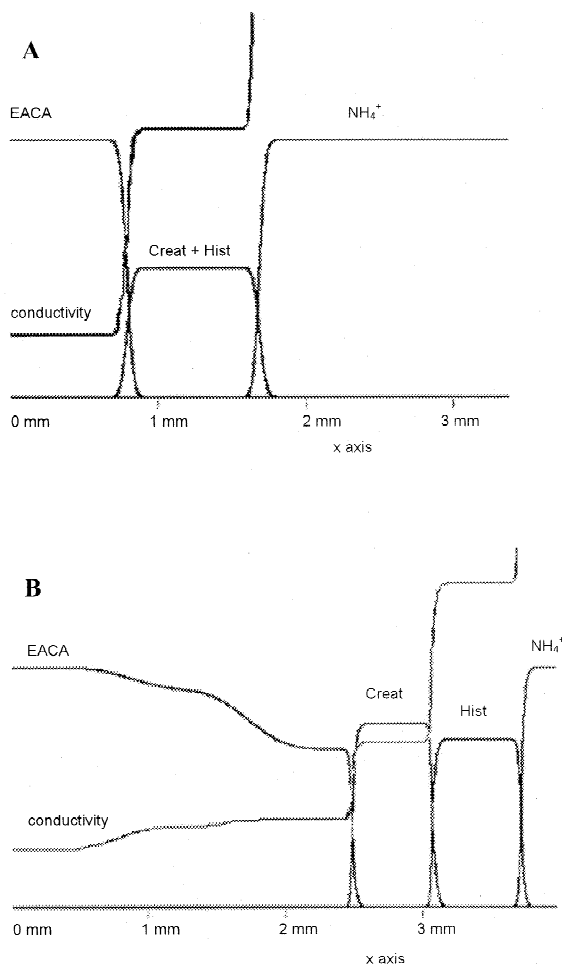 A
EACA
NH₄⁺
Creat + Hist
conductivity
0 mm 1 mm 2 mm 3 mm
x axis
B
EACA
NH₄⁺
Creat
Hist
conductivity
0 mm 1 mm 2 mm 3 mm
x axis